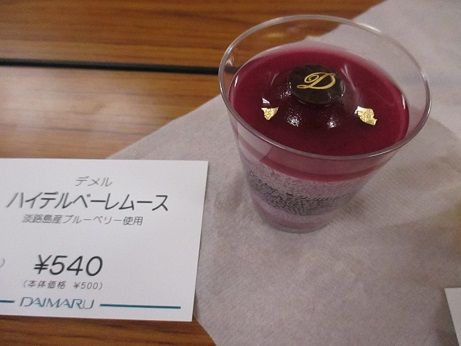 D
デメル
ハイデルベーレムース
淡路島産ブルーベリー使用
)
¥540
(本体価格 ¥500)
DAIMARU